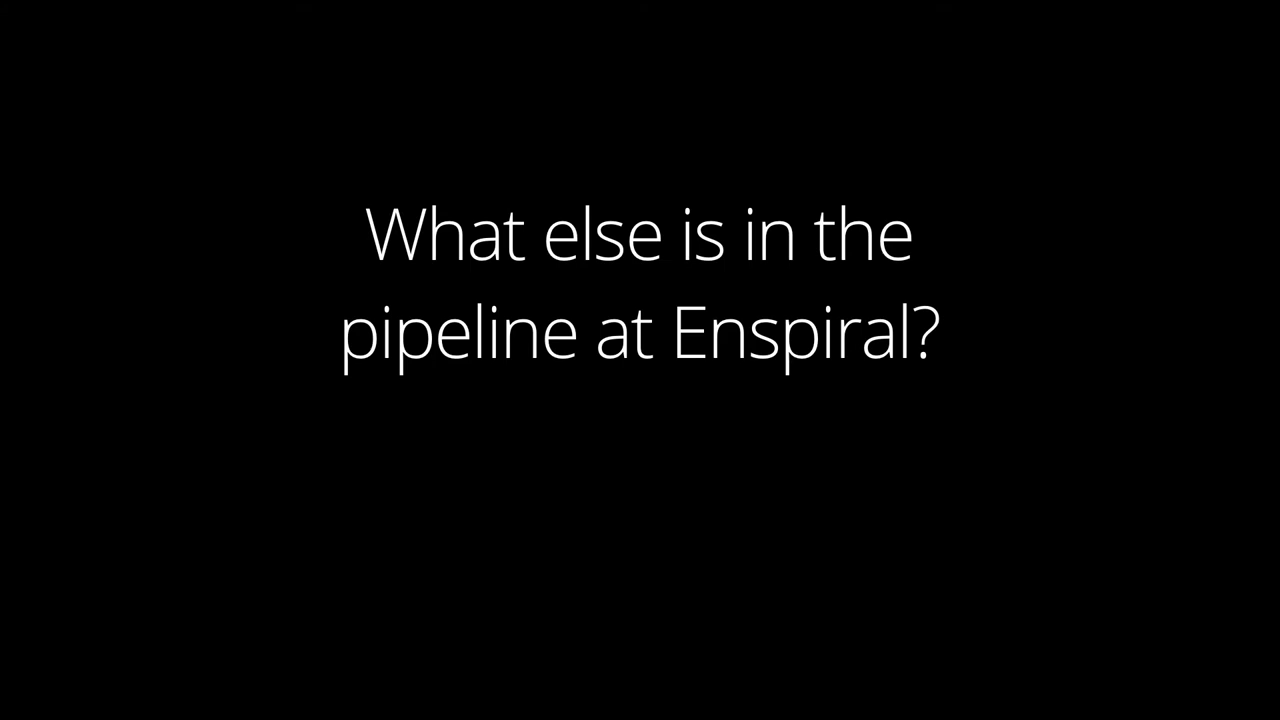 What else is in the
pipeline at Enspiral?